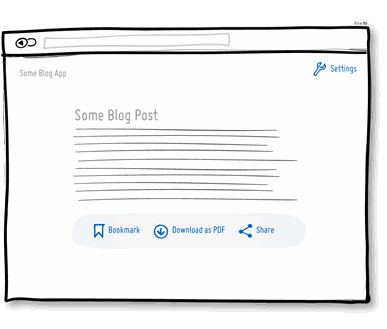 Some Blog App
Settings
Some Blog Post
Bookmark
Download as PDF
Share